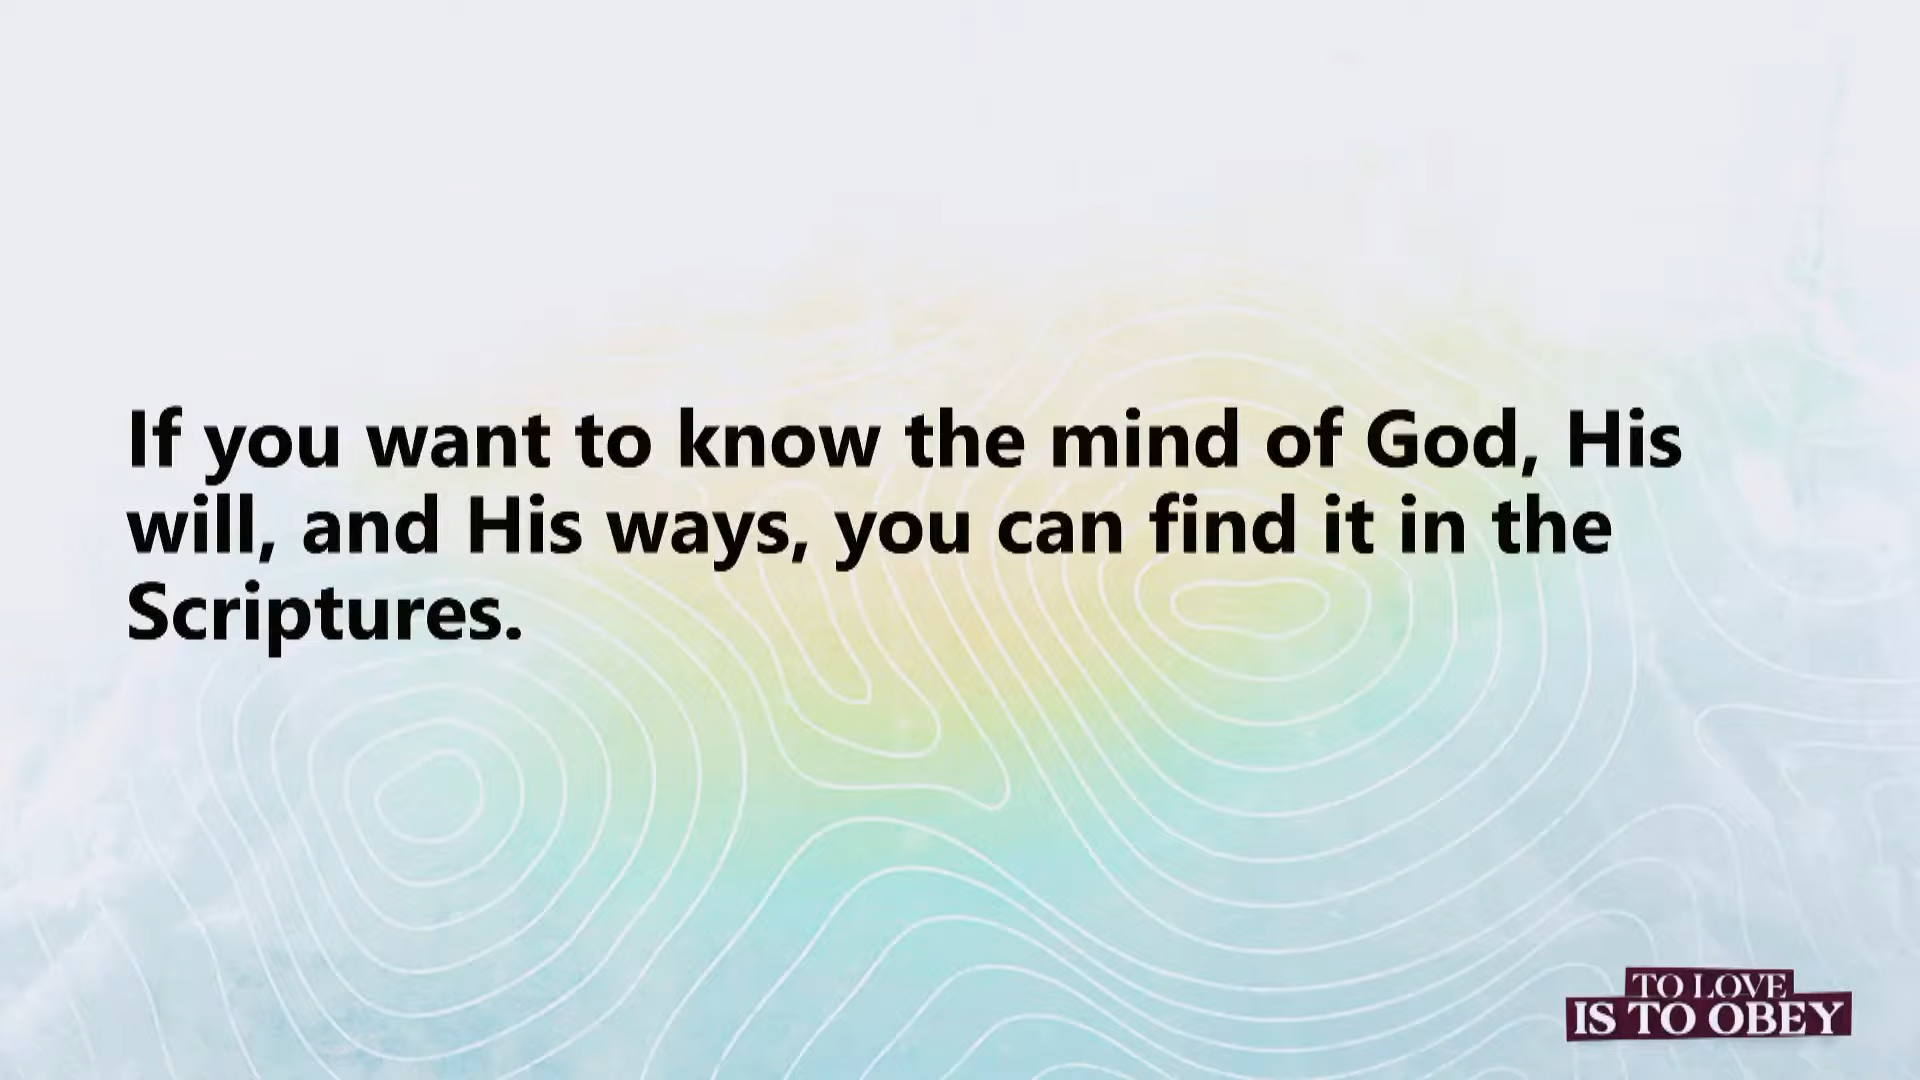 If you want to know the mind of God, His
will, and His ways, you can find it in the
Scriptures.
TO LOVE
IS TO OBEY